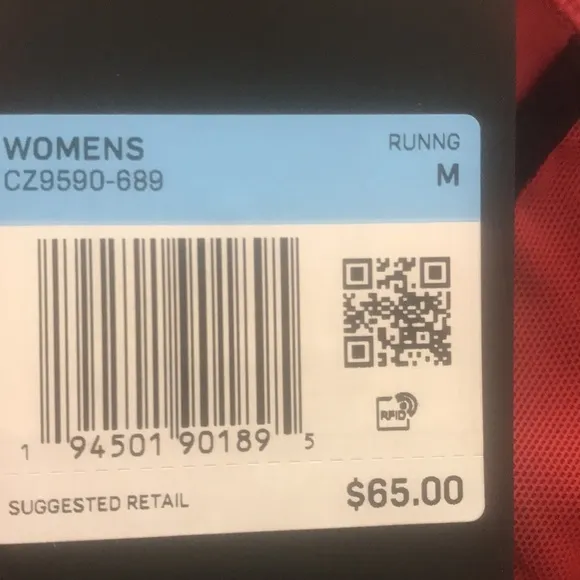 WOMENS
RUNNG
CZ9590-689
M
1 94501 90189 5
RFID
SUGGESTED RETAIL
$65.00